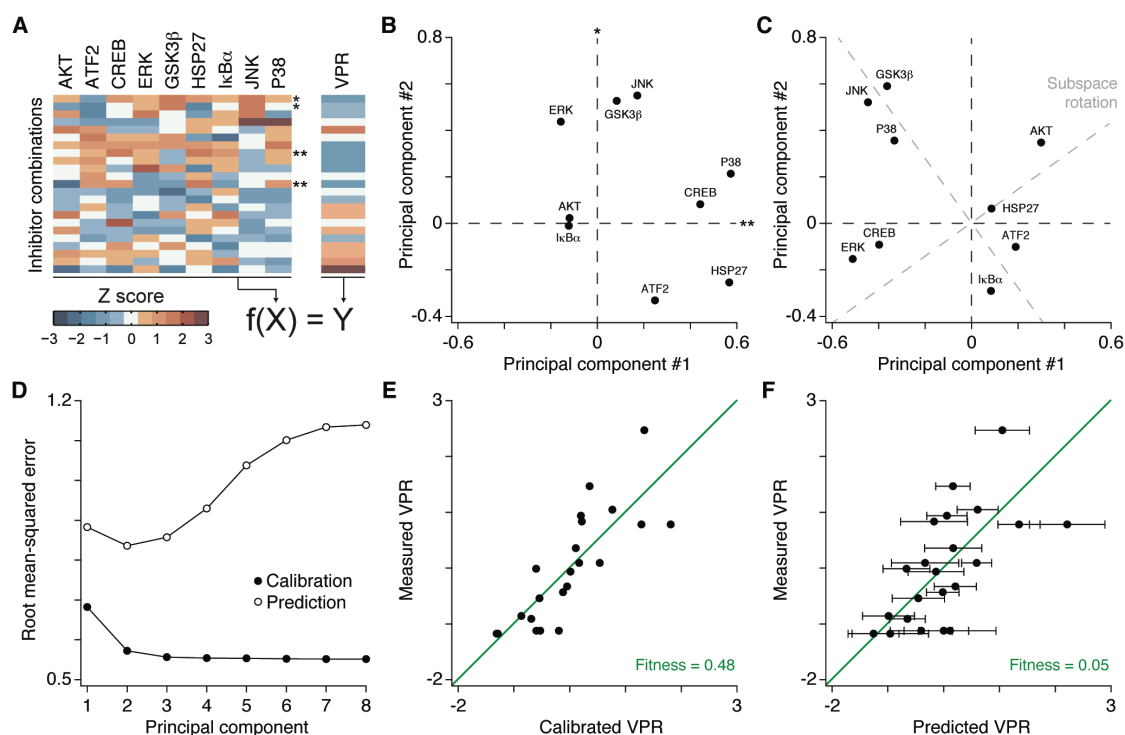 A
AKT
ATF2
CREB
ERK
GSK3β
HSP27
IκBα
JNK
P38
VPR
Inhibitor combinations
*
*
**
**
Z score
−3 −2 −1 0 1 2 3
f(X) = Y
B
0.8
*
JNK
GSK3β
ERK
P38
CREB
AKT
IκBα
0
**
HSP27
ATF2
-0.4
-0.6 0 0.6
Principal component #2
Principal component #1
C
0.8
GSK3β
JNK
Subspace
rotation
P38
AKT
HSP27
CREB
ERK
ATF2
IκBα
0
-0.4
-0.6 0 0.6
Principal component #2
Principal component #1
D
1.2
Root mean-squared error
Calibration
Prediction
0.5
1 2 3 4 5 6 7 8
Principal component
E
3
Measured VPR
Fitness = 0.48
-2
-2 3
Calibrated VPR
F
3
Measured VPR
Fitness = 0.05
-2
-2 3
Predicted VPR